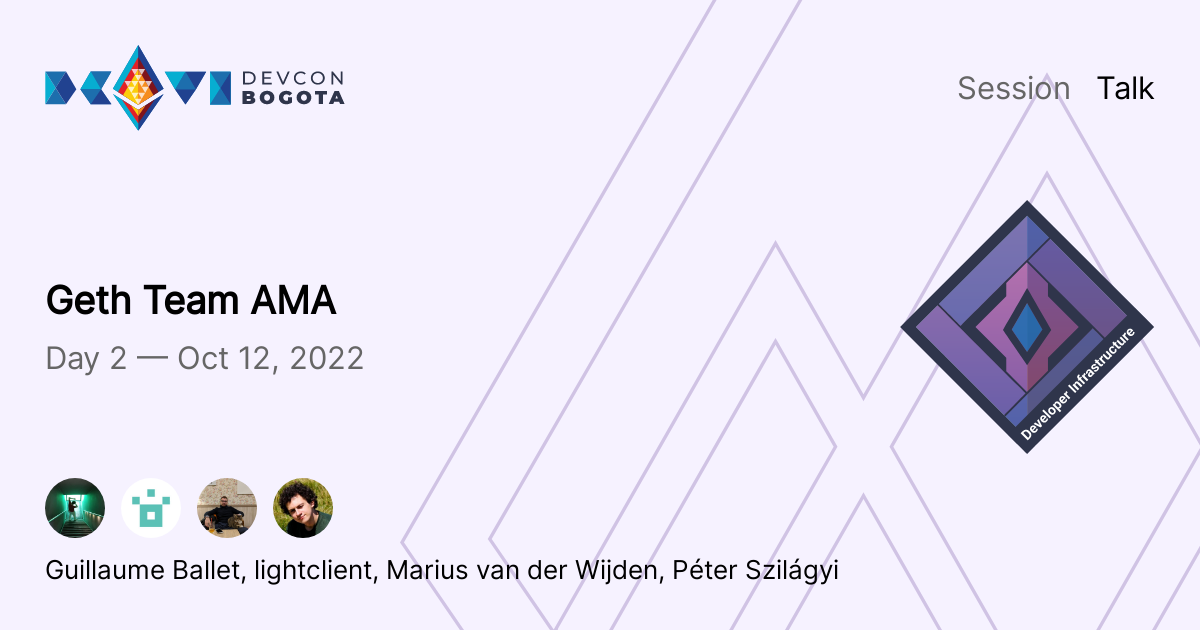 DEVCON
BOGOTA
Session Talk
Geth Team AMA
Day 2 — Oct 12, 2022
Developer Infrastructure
Guillaume Ballet, lightclient, Marius van der Wijden, Péter Szilágyi